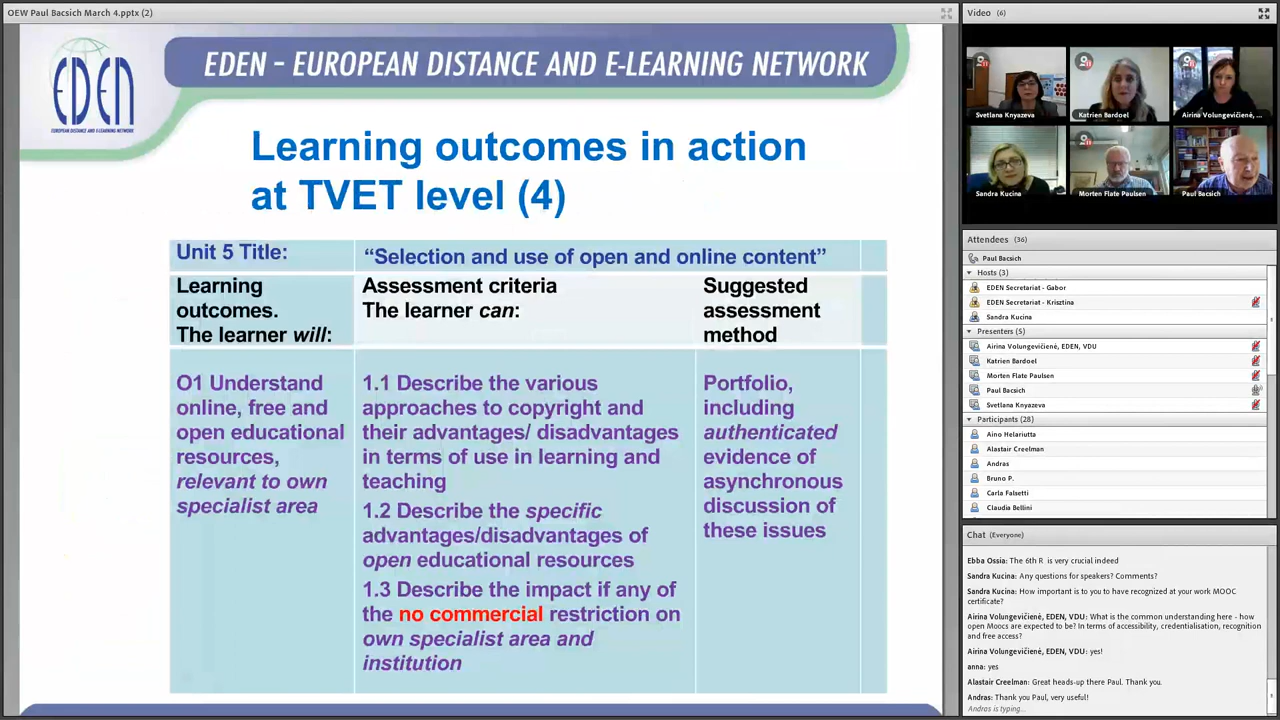 OEW Paul Bacsich March 4.pptx (2)
EDEN
EUROPEAN DISTANCE AND E-LEARNING NETWORK
EDEN - EUROPEAN DISTANCE AND E-LEARNING NETWORK
Learning outcomes in action
at TVET level (4)
Unit 5 Title:
“Selection and use of open and online content”
Learning
outcomes.
The learner will:
Assessment criteria
The learner can:
Suggested
assessment
method
O1 Understand
online, free and
open educational
resources,
relevant to own
specialist area
1.1 Describe the various
approaches to copyright and
their advantages/ disadvantages
in terms of use in learning and
teaching
1.2 Describe the specific
advantages/disadvantages of
open educational resources
1.3 Describe the impact if any of
the no commercial restriction on
own specialist area and
institution
Portfolio,
including
authenticated
evidence of
asynchronous
discussion of
these issues
Video (6)
Svetlana Knyazeva
Katrien Bardoel
Airina Volungevičienė, ...
Sandra Kucina
Morten Flate Paulsen
Paul Bacsich
Attendees (36)
Paul Bacsich
Hosts (3)
EDEN Secretariat - Gabor
EDEN Secretariat - Krisztina
Sandra Kucina
Presenters (5)
Airina Volungevičienė, EDEN, VDU
Katrien Bardoel
Morten Flate Paulsen
Paul Bacsich
Svetlana Knyazeva
Participants (28)
Aino Helariutta
Alastair Creelman
Andras
Bruno P.
Carla Falsetti
Claudia Bellini
Chat (Everyone)
Ebba Ossia: The 6th R is very crucial indeed
Sandra Kucina: Any questions for speakers? Comments?
Sandra Kucina: How important is to you to have recognized at your work MOOC
certificate?
Airina Volungevičienė, EDEN, VDU: What is the common understanding here - how
open Moocs are expected to be? In terms of accessibility, credentialisation, recognition
and free access?
Airina Volungevičienė, EDEN, VDU: yes!
anna: yes
Alastair Creelman: Great heads-up there Paul. Thank you.
Andras: Thank you Paul, very useful!
Andras is typing...